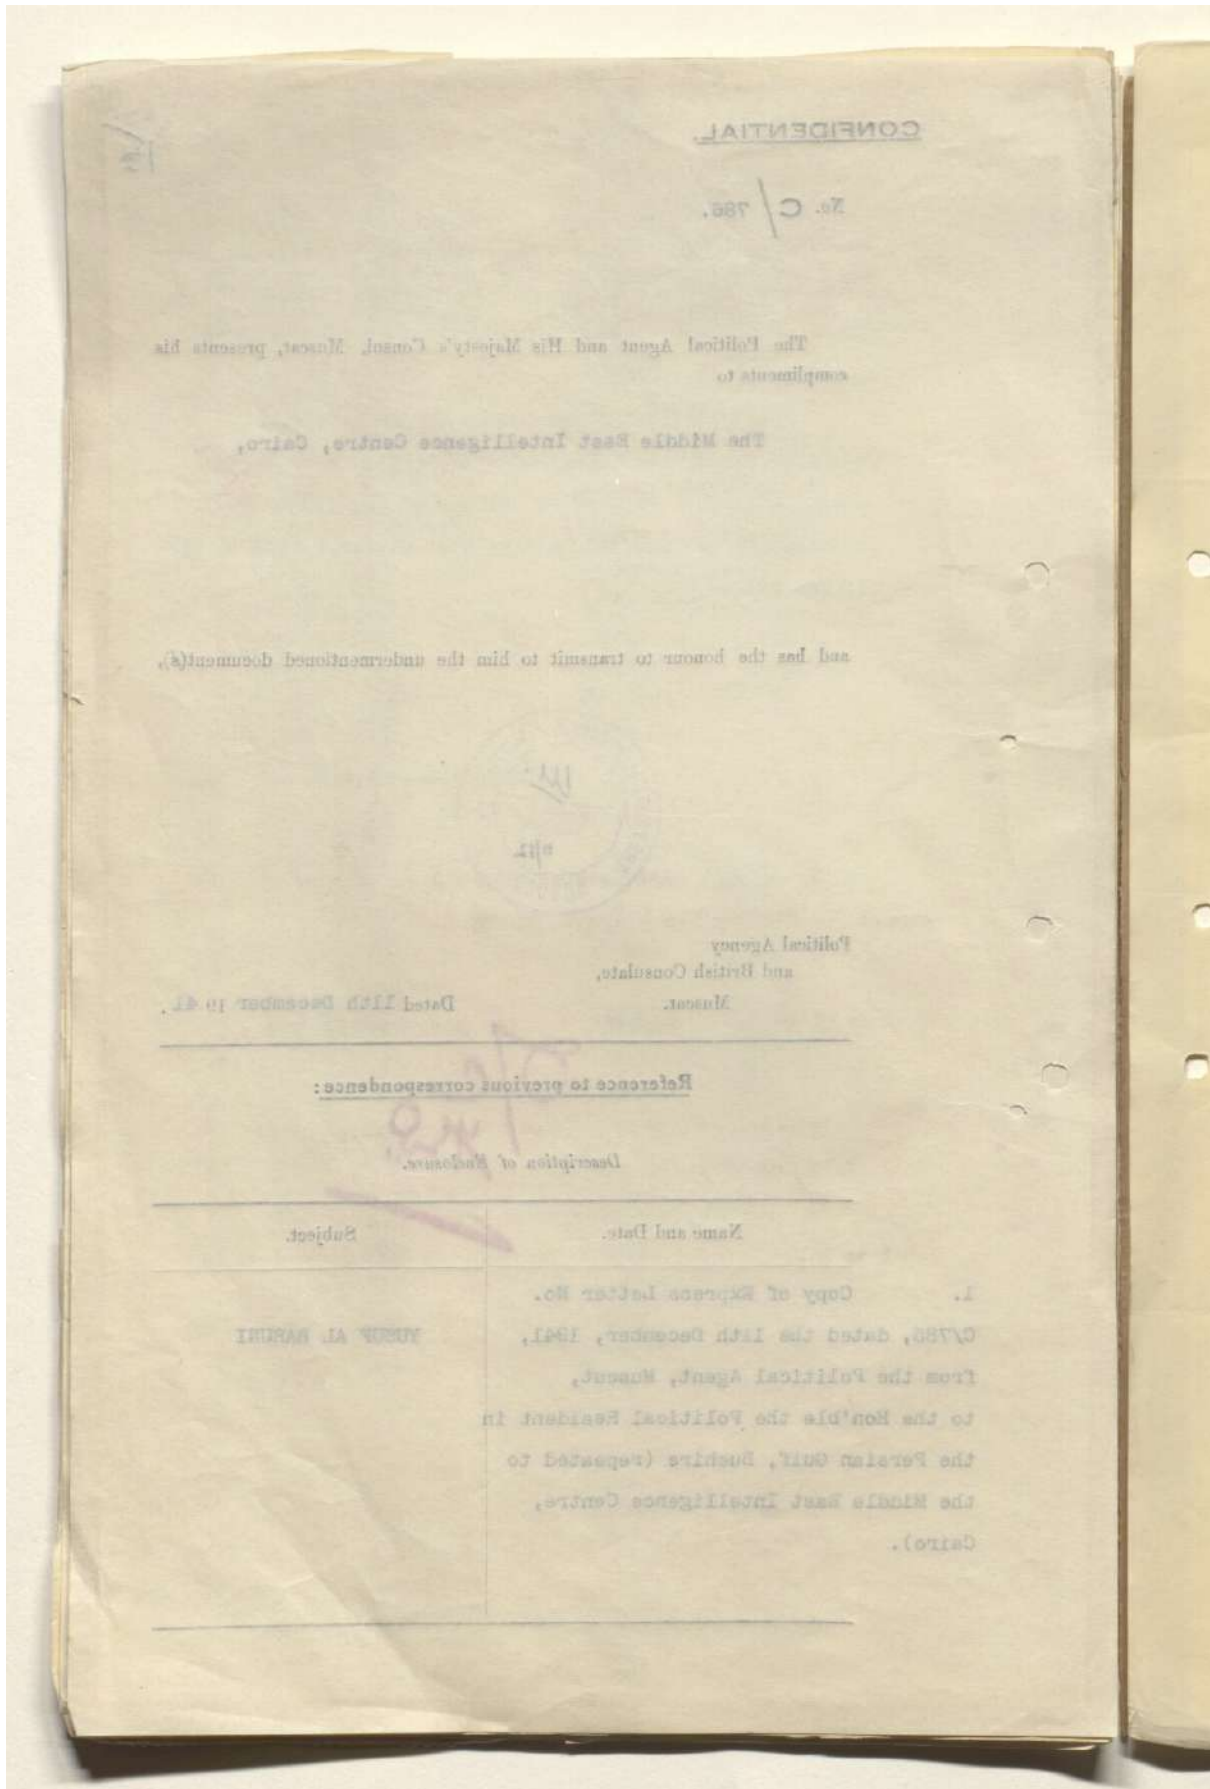 CONFIDENTIAL.
No. C/786.
The Political Agent and His Majesty's Consul, Muscat, presents his
compliments to
The Middle East Intelligence Centre, Cairo,
and has the honour to transmit to him the undermentioned document(s),
Political Agency
and British Consulate,
Muscat.
Dated 11th December 1941.
Reference to previous correspondence:
Description of Enclosure.
Name and Date.
Subject.
1. Copy of Express Letter No.
C/785, dated the 11th December, 1941,
from the Political Agent, Muscat,
to the Hon'ble the Political Resident in
the Persian Gulf, Bushire (repeated to
the Middle East Intelligence Centre,
Cairo).
YUSUF AL